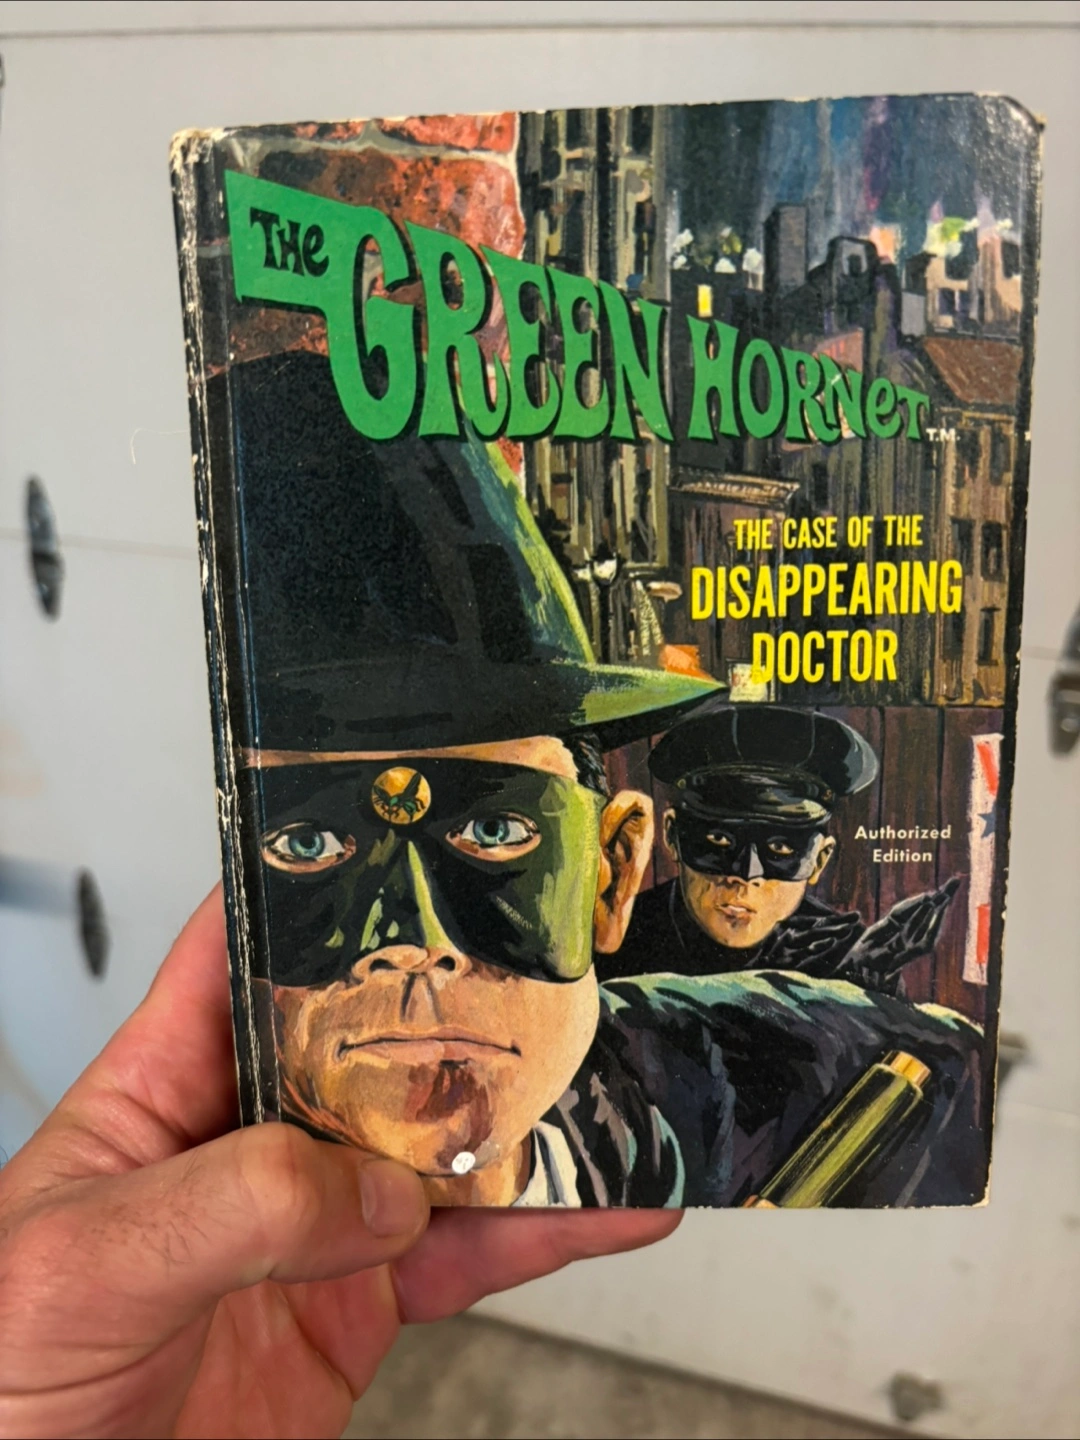 THE GREEN HORNET T.M.
THE CASE OF THE
DISAPPEARING
DOCTOR
Authorized
Edition